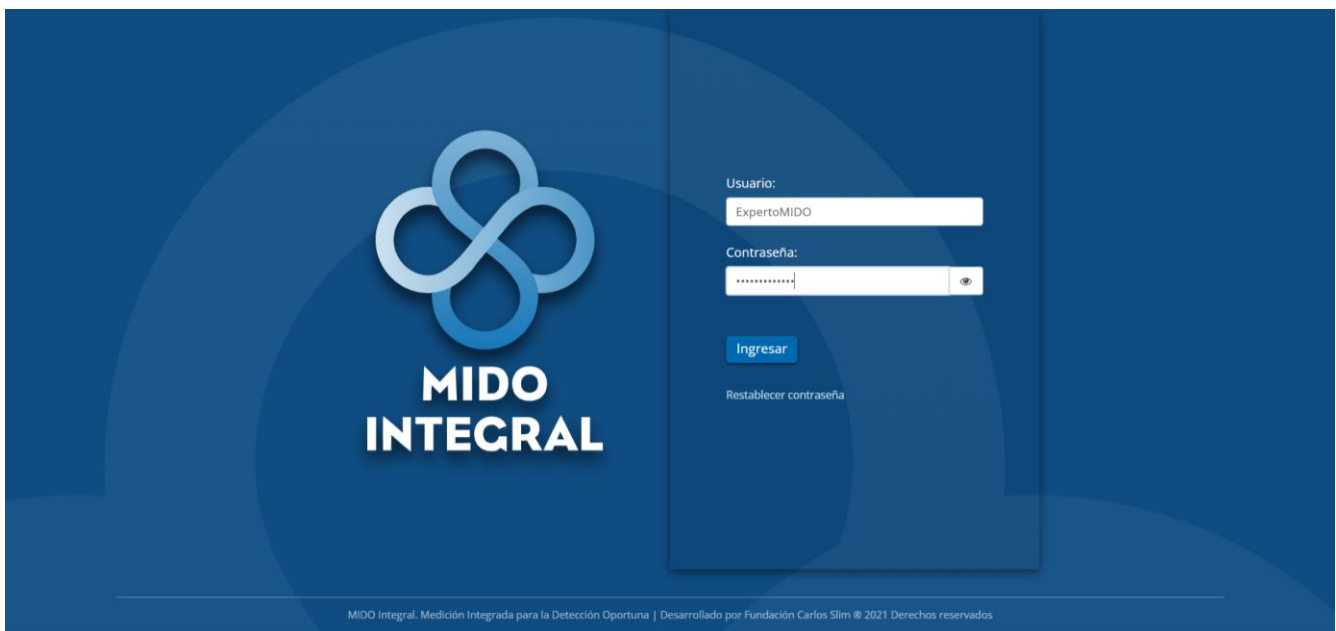 MIDO
INTEGRAL
Usuario:
ExpertoMIDO
Contraseña:
•••••••••••••
Ingresar
Restablecer contraseña
MIDO Integral. Medición Integrada para la Detección Oportuna | Desarrollado por Fundación Carlos Slim ® 2021 Derechos reservados